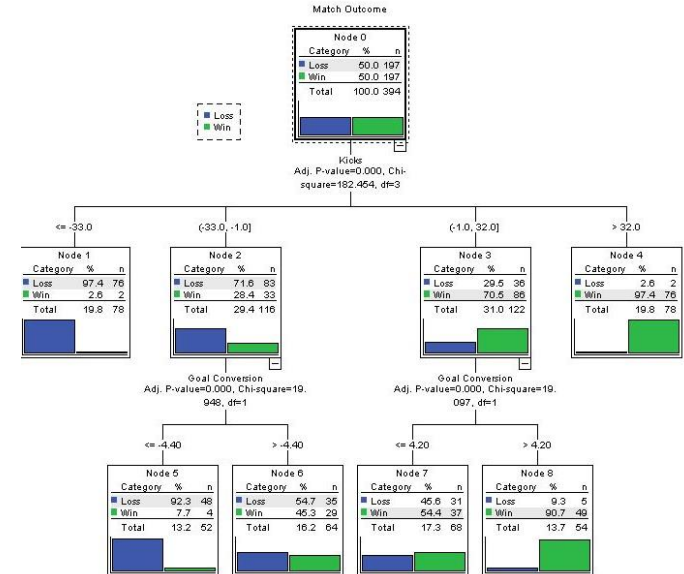 Match Outcome
Node 0
Category % n
Loss 50.0 197
Win 50.0 197
Total 100.0 394
Loss
Win
Kicks
Adj. P-value=0.000, Chi-
square=182.454, df=3
<= -33.0
(-33.0, -1.0]
(-1.0, 32.0]
> 32.0
Node 1
Category % n
Loss 97.4 76
Win 2.6 2
Total 19.8 78
Node 2
Category % n
Loss 71.6 83
Win 28.4 33
Total 29.4 116
Node 3
Category % n
Loss 29.5 36
Win 70.5 86
Total 31.0 122
Node 4
Category % n
Loss 2.6 2
Win 97.4 76
Total 19.8 78
Goal Conversion
Adj. P-value=0.000, Chi-square=19.
948, df=1
Goal Conversion
Adj. P-value=0.000, Chi-square=19.
097, df=1
<= -4.40
> -4.40
<= 4.20
> 4.20
Node 5
Category % n
Loss 92.3 48
Win 7.7 4
Total 13.2 52
Node 6
Category % n
Loss 54.7 35
Win 45.3 29
Total 16.2 64
Node 7
Category % n
Loss 45.6 31
Win 54.4 37
Total 17.3 68
Node 8
Category % n
Loss 9.3 5
Win 90.7 49
Total 13.7 54